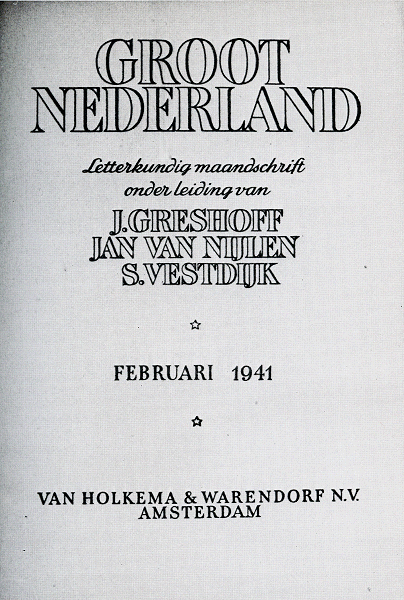 GROOT
NEDERLAND
Letterkundig maandschrift
onder leiding van
J. GRESHOFF
JAN VAN NIJLEN
S. VESTDIJK
FEBRUARI 1941
VAN HOLKEMA & WARENDORF N.V.
AMSTERDAM